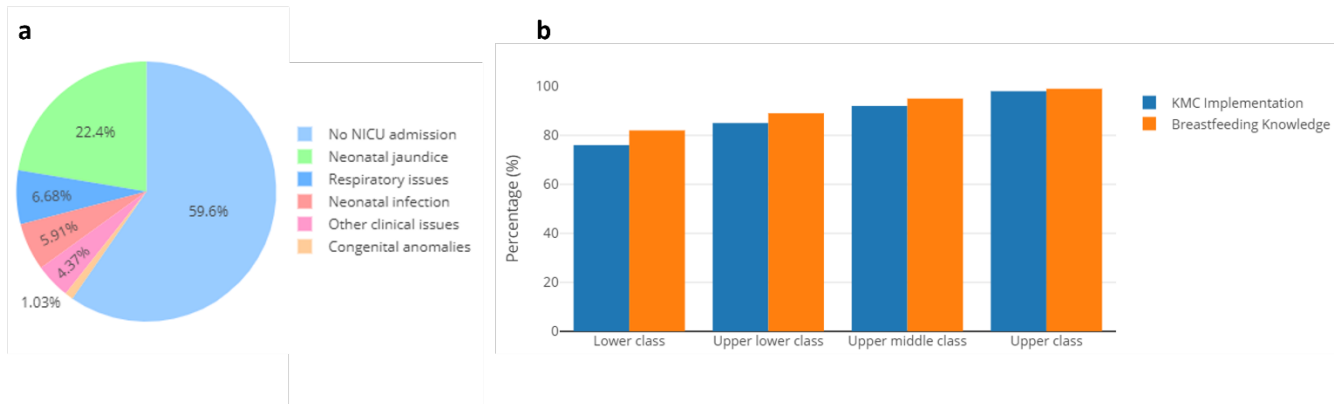 a
22.4%
6.68%
5.91%
4.37%
1.03%
59.6%
No NICU admission
Neonatal jaundice
Respiratory issues
Neonatal infection
Other clinical issues
Congenital anomalies
b
Percentage (%)
100
80
60
40
20
0
Lower class
Upper lower class
Upper middle class
Upper class
KMC Implementation
Breastfeeding Knowledge